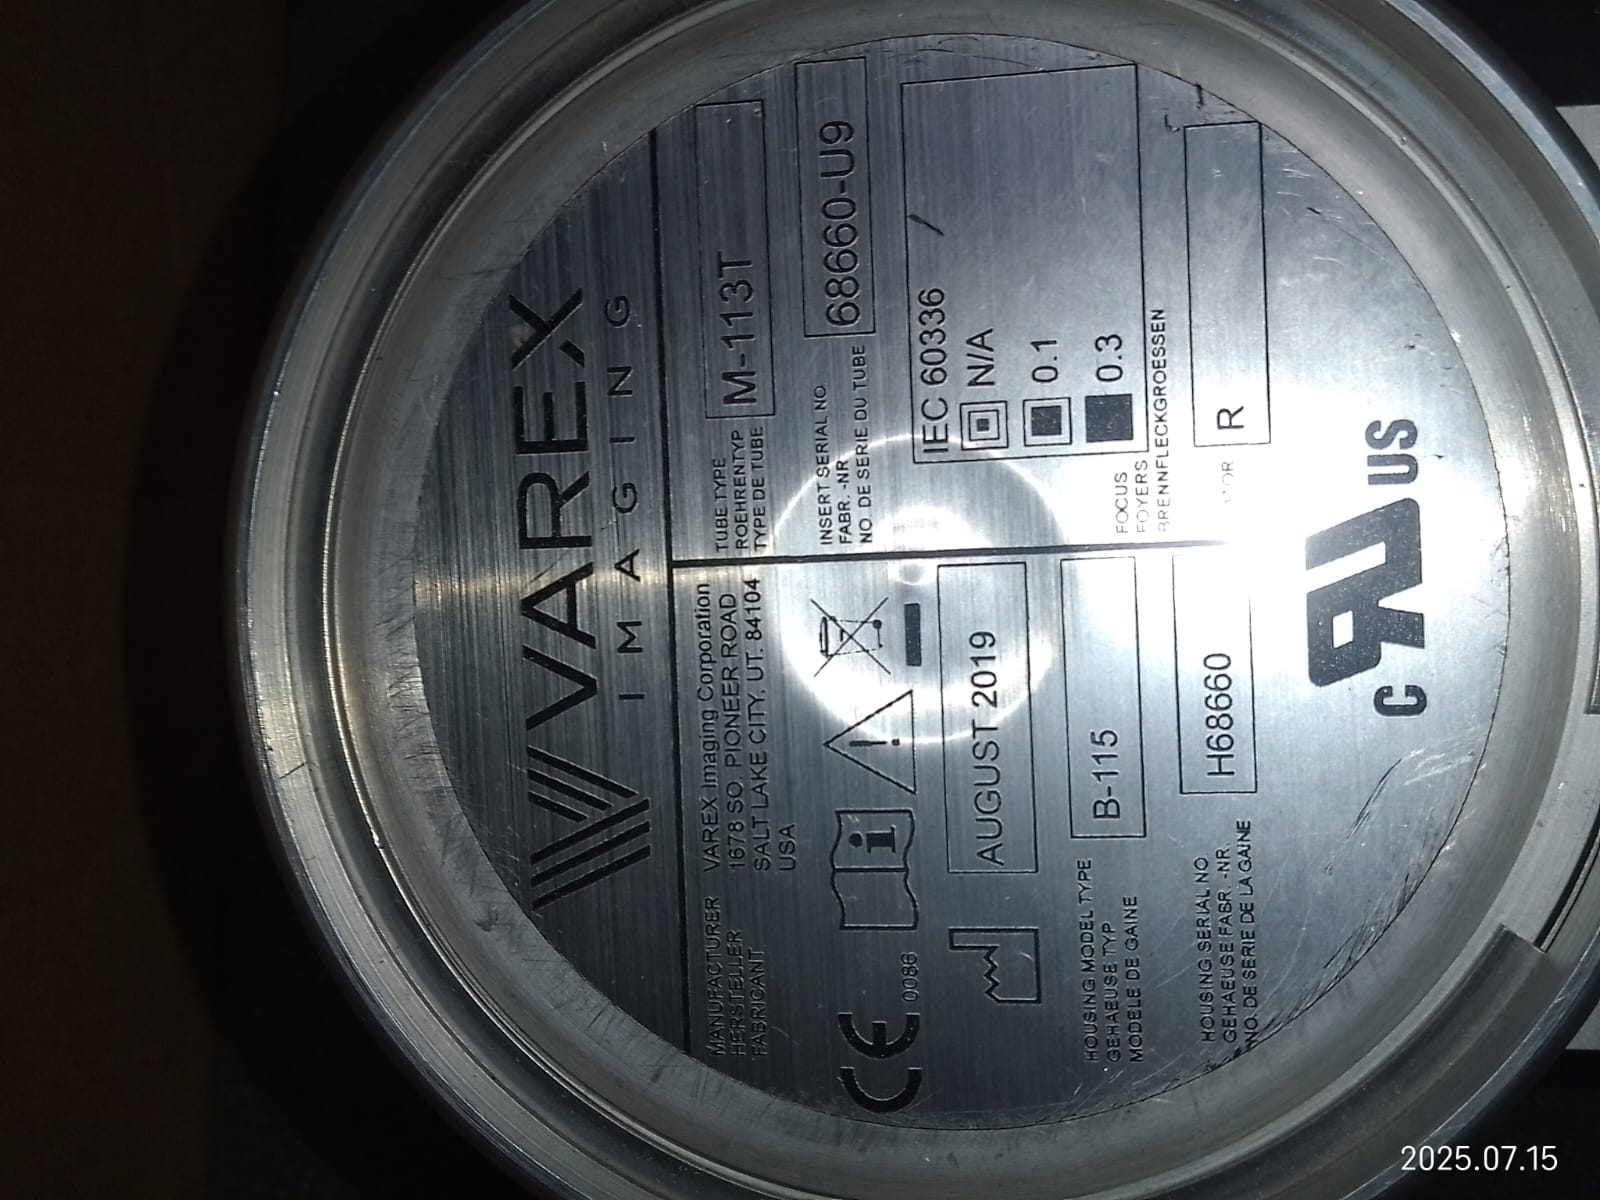 VAREX
IMAGING
MANUFACTURER
HERSTELLER
FABRICANT
VAREX Imaging Corporation
1678 SO. PIONEER ROAD
SALT LAKE CITY, UT. 84104
USA
CE 0086
AUGUST 2019
HOUSING MODEL TYPE
GEHAEUSE TYP
MODELE DE GAINE
B-115
HOUSING SERIAL NO
GEHAEUSE FABR. -NR.
NO. DE SERIE DE LA GAINE
H68660
TUBE TYPE
ROEHRENTYP
TYPE DE TUBE
M-113T
INSERT SERIAL NO.
FABR. -NR
NO. DE SERIE DU TUBE
68660-U9
IEC 60336
N/A
0.1
0.3
FOCUS
FOYERS
BRENNFLECKGROESSEN
R
c RU US
2025.07.15